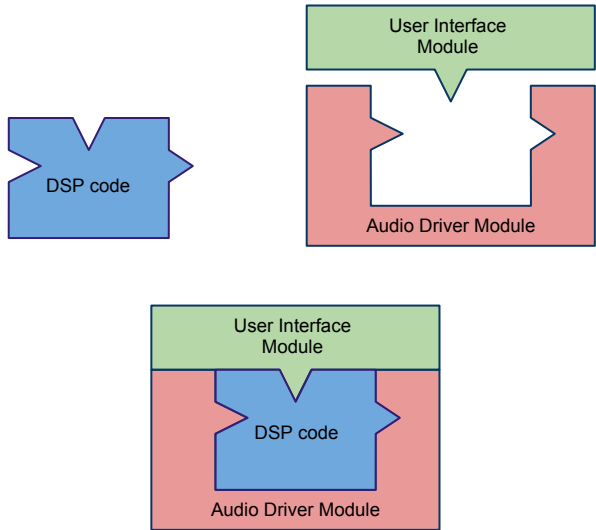 User Interface
Module
DSP code
Audio Driver Module
User Interface
Module
DSP code
Audio Driver Module